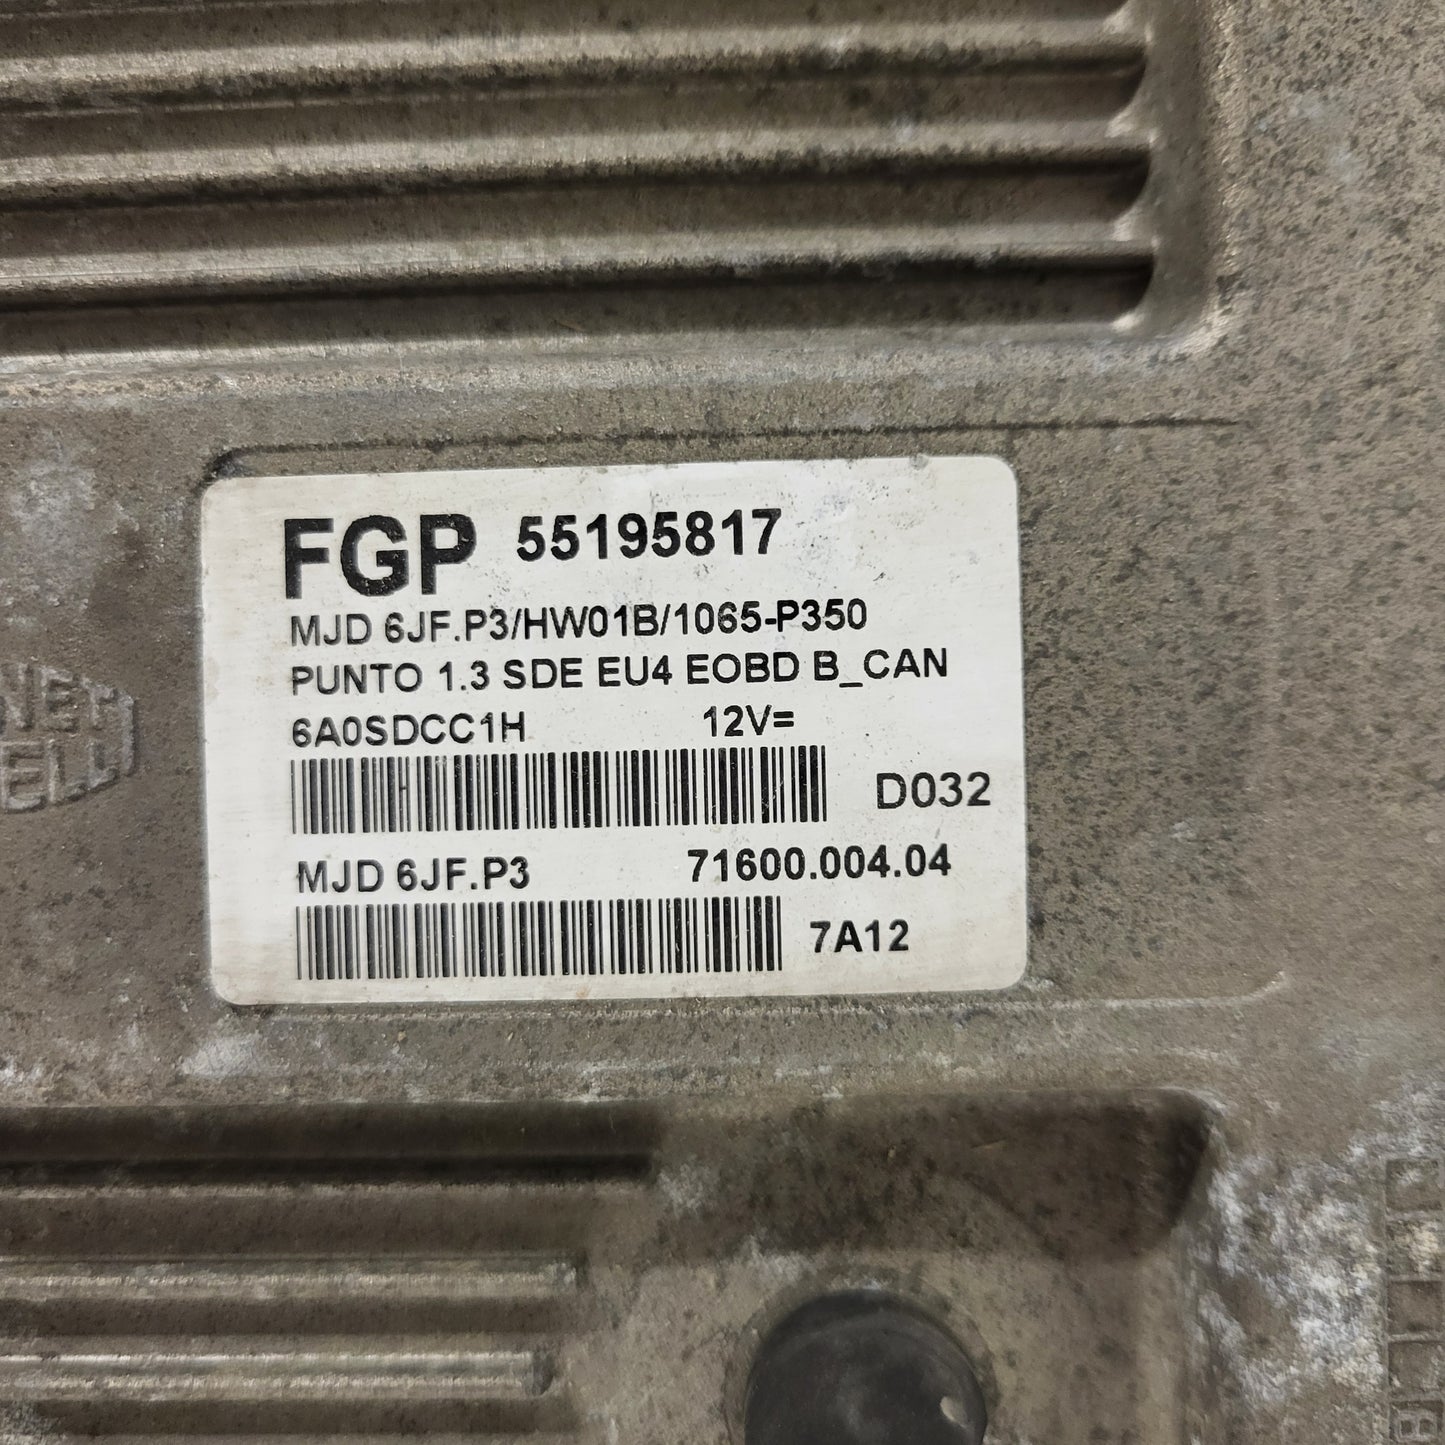 FGP 55195817
MJD 6JF.P3/HW01B/1065-P350
PUNTO 1.3 SDE EU4 EOBD B_CAN
6A0SDCC1H 12V=
D032
MJD 6JF.P3 71600.004.04
7A12